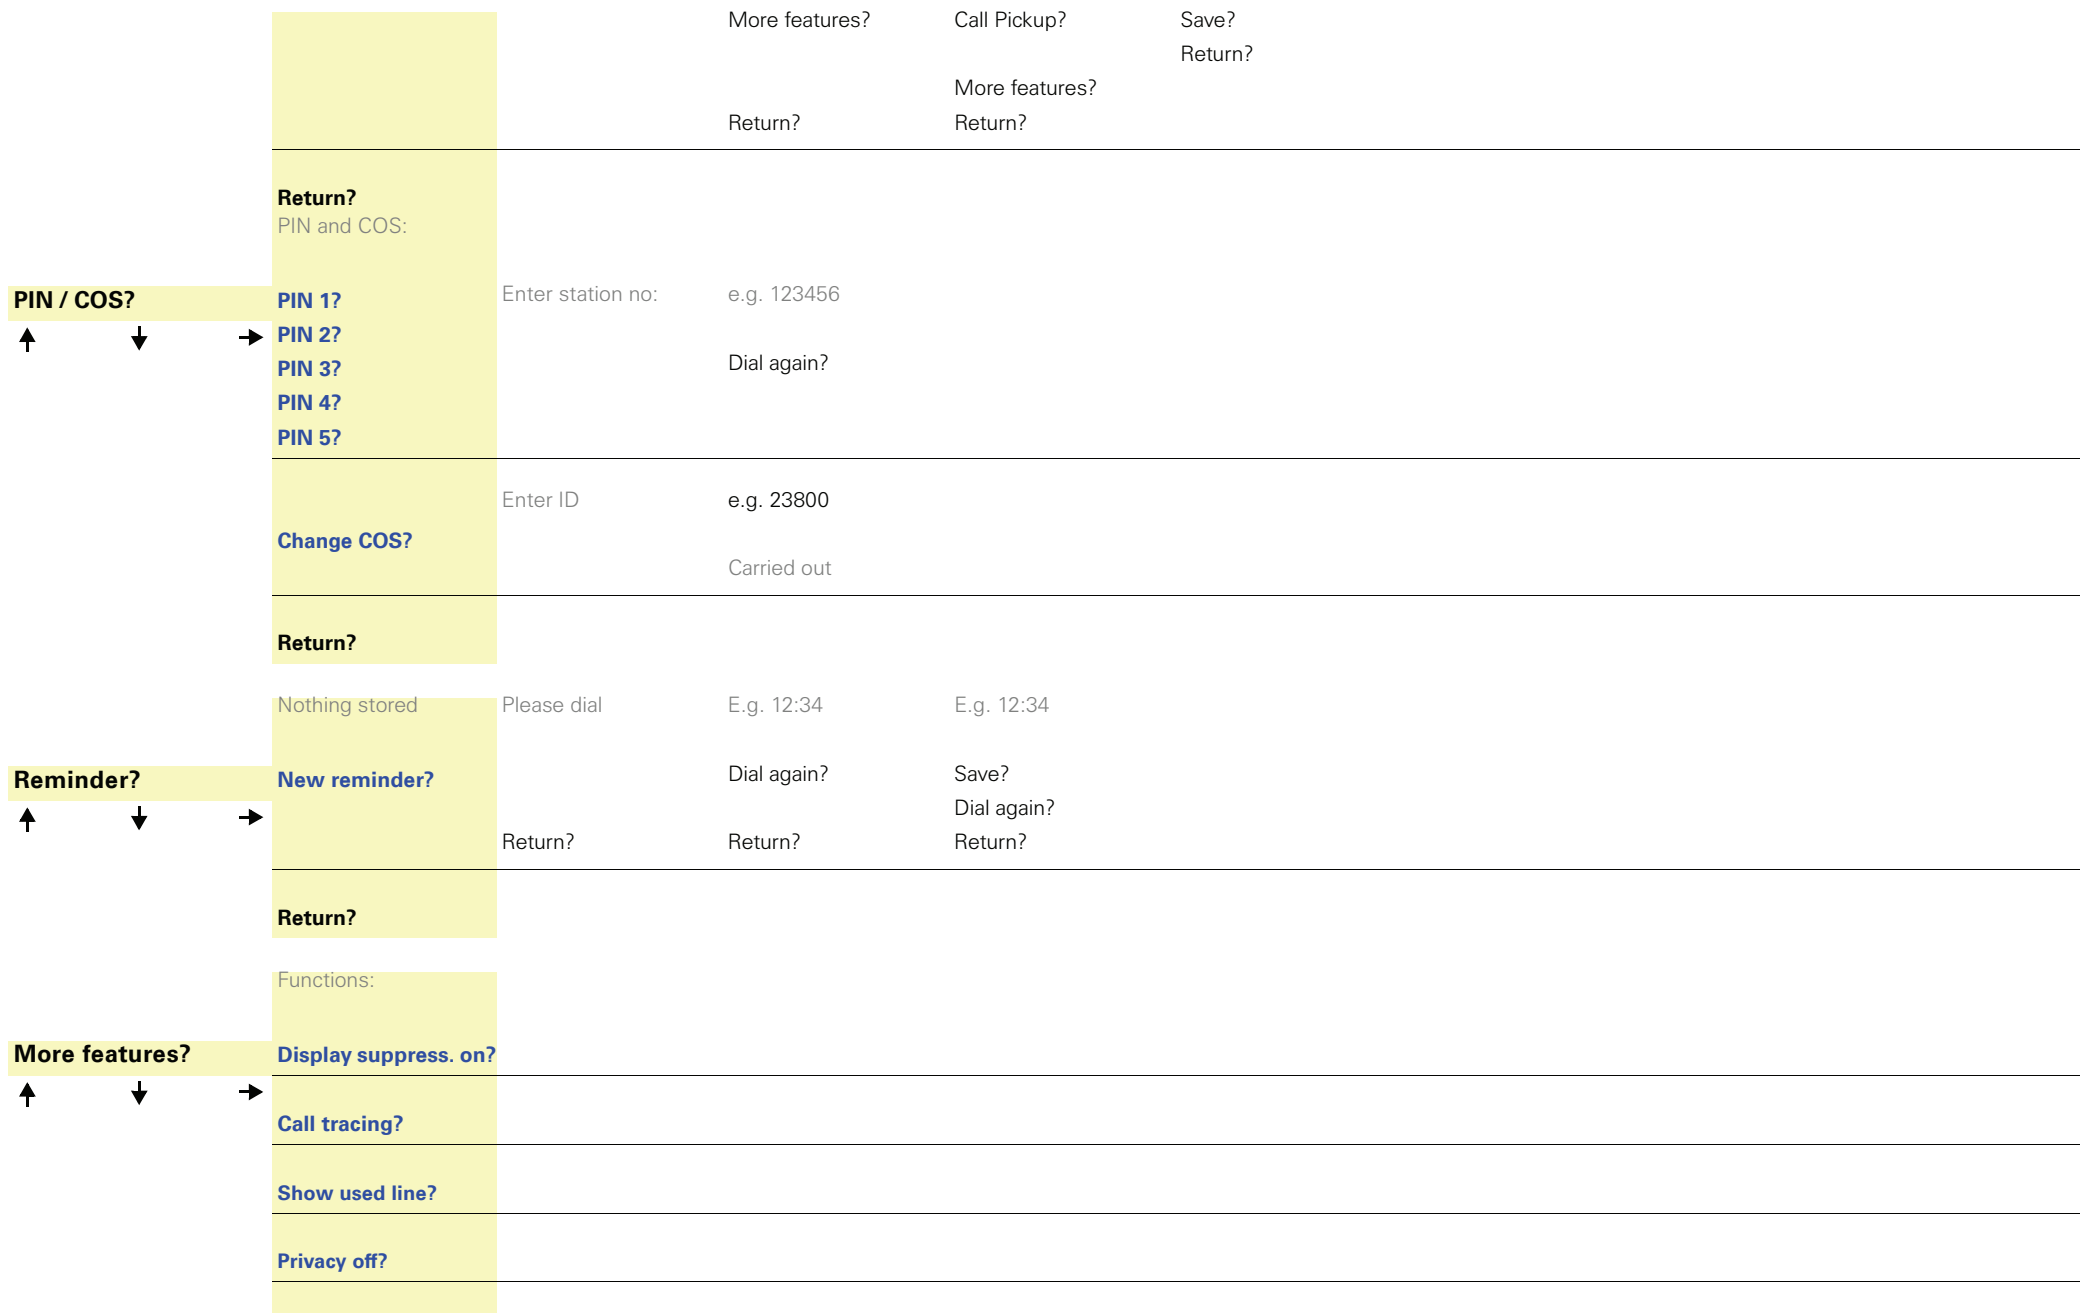 More features? Call Pickup? Save?
Return?
More features?
Return? Return?
Return?
PIN and COS:
PIN / COS? PIN 1? Enter station no: e.g. 123456
PIN 2?
PIN 3? Dial again?
PIN 4?
PIN 5?
Enter ID e.g. 23800
Change COS?
Carried out
Return?
Nothing stored Please dial E.g. 12:34 E.g. 12:34
Reminder? New reminder? Dial again? Save?
Dial again?
Return? Return? Return?
Return?
Functions:
More features? Display suppress. on?
Call tracing?
Show used line?
Privacy off?